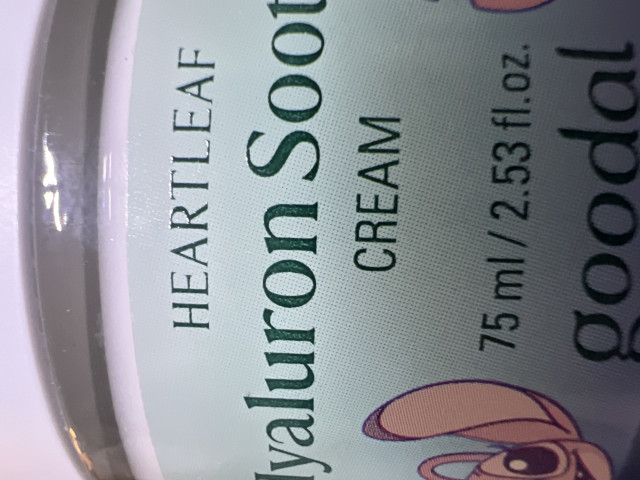 HEARTLEAF
yaluron Soot
CREAM
75 ml / 2.53 fl.oz.
goodal